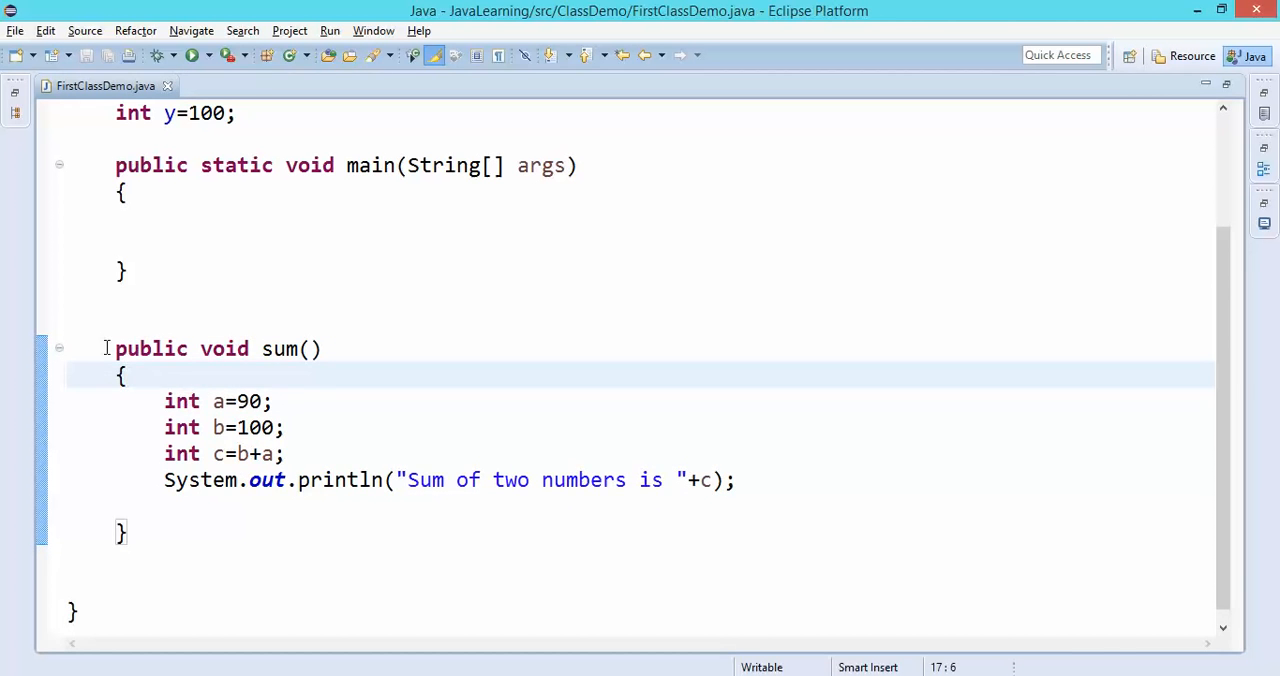 Java - JavaLearning/src/ClassDemo/FirstClassDemo.java - Eclipse Platform
File Edit Source Refactor Navigate Search Project Run Window Help
Quick Access Resource Java
FirstClassDemo.java
int y=100;
public static void main(String[] args)
{
}
public void sum()
{
int a=90;
int b=100;
int c=b+a;
System.out.println("Sum of two numbers is "+c);
}
}
Writable Smart Insert 17 : 6